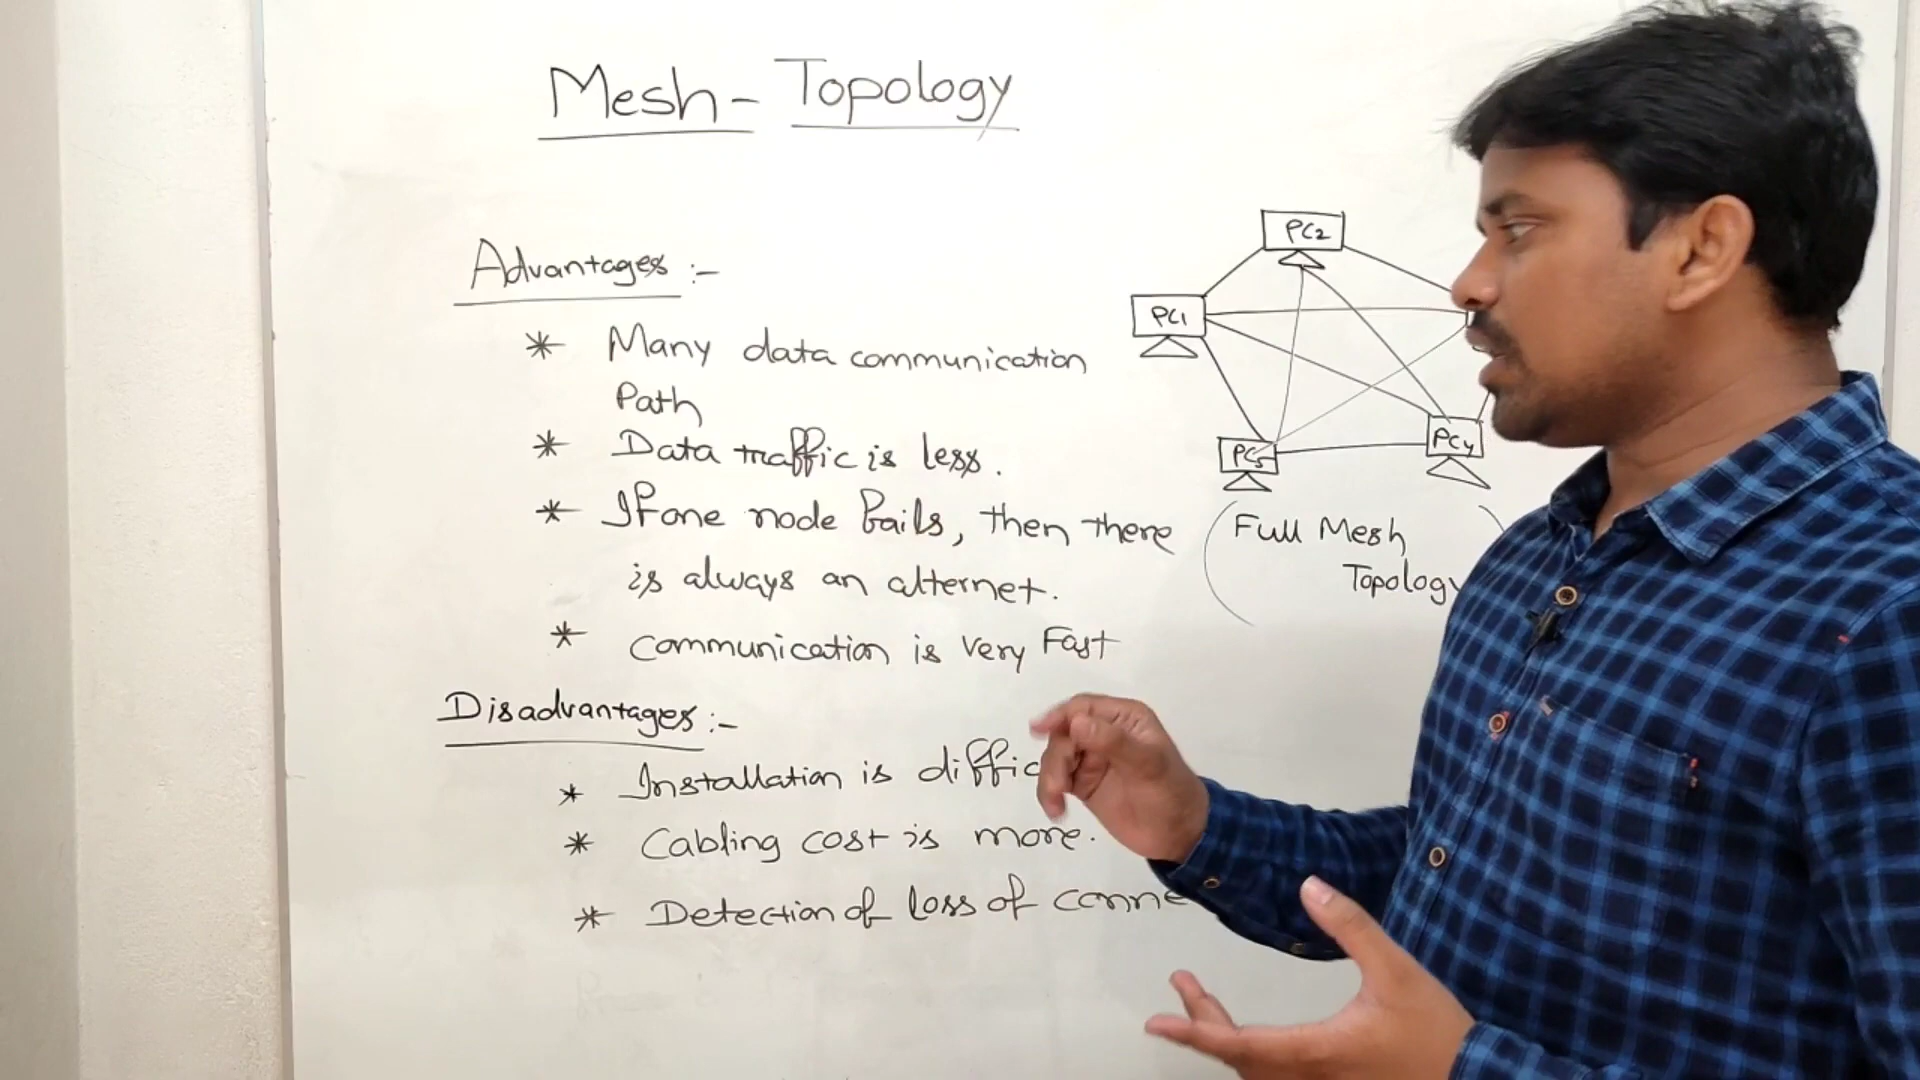 Mesh - Topology
Advantages :-
* Many data communication
Path
* Data traffic is less.
* If one node fails, then there
is always an alternet.
* communication is very Fast
Disadvantages :-
* Installation is
* Cabling cost is more.
* Detection of loss of
PC2
PC1
PC5
PC4
Full Mesh
Topology